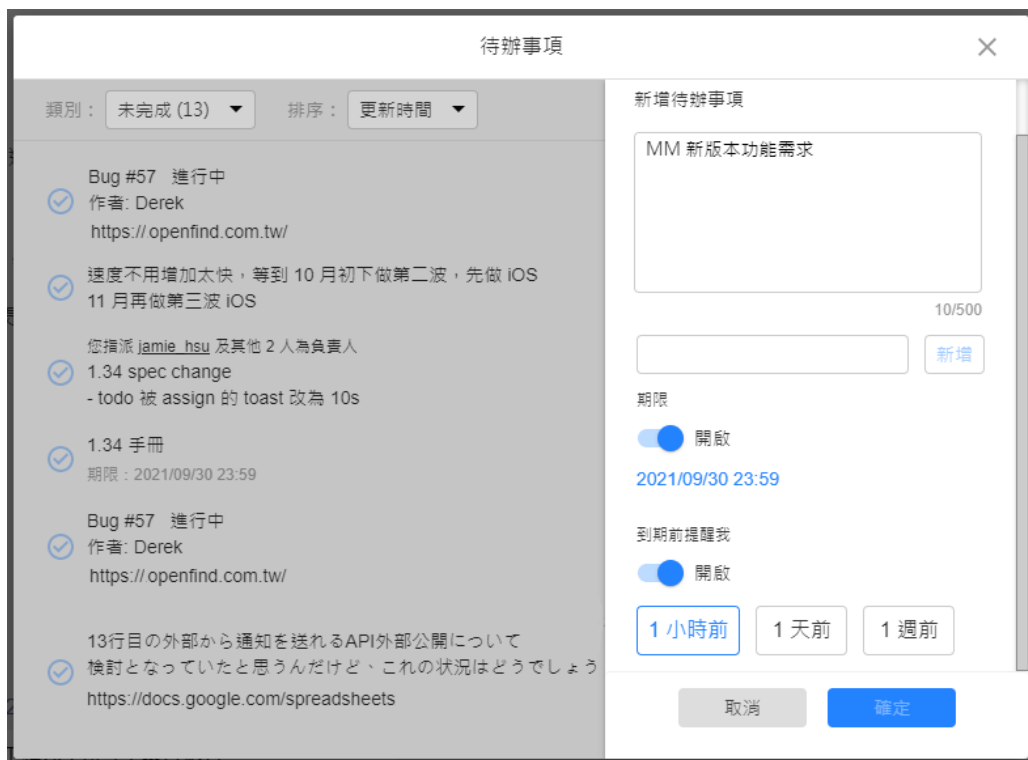 待辦事項
類別：
未完成 (13)
排序：
更新時間
Bug #57 進行中
作者: Derek
https://openfind.com.tw/
速度不用增加太快，等到 10 月初下做第二波，先做 iOS
11 月再做第三波 iOS
您指派 jamie_hsu 及其他 2 人為負責人
1.34 spec change
- todo 被 assign 的 toast 改為 10s
1.34 手冊
期限：2021/09/30 23:59
Bug #57 進行中
作者: Derek
https://openfind.com.tw/
13行目の外部から通知を送れるAPI外部公開について
検討となっていたと思うんだけど、これの状況はどうでしょう
https://docs.google.com/spreadsheets
新增待辦事項
MM 新版本功能需求
10/500
新增
期限
開啟
2021/09/30 23:59
到期前提醒我
開啟
1 小時前
1 天前
1 週前
取消
確定